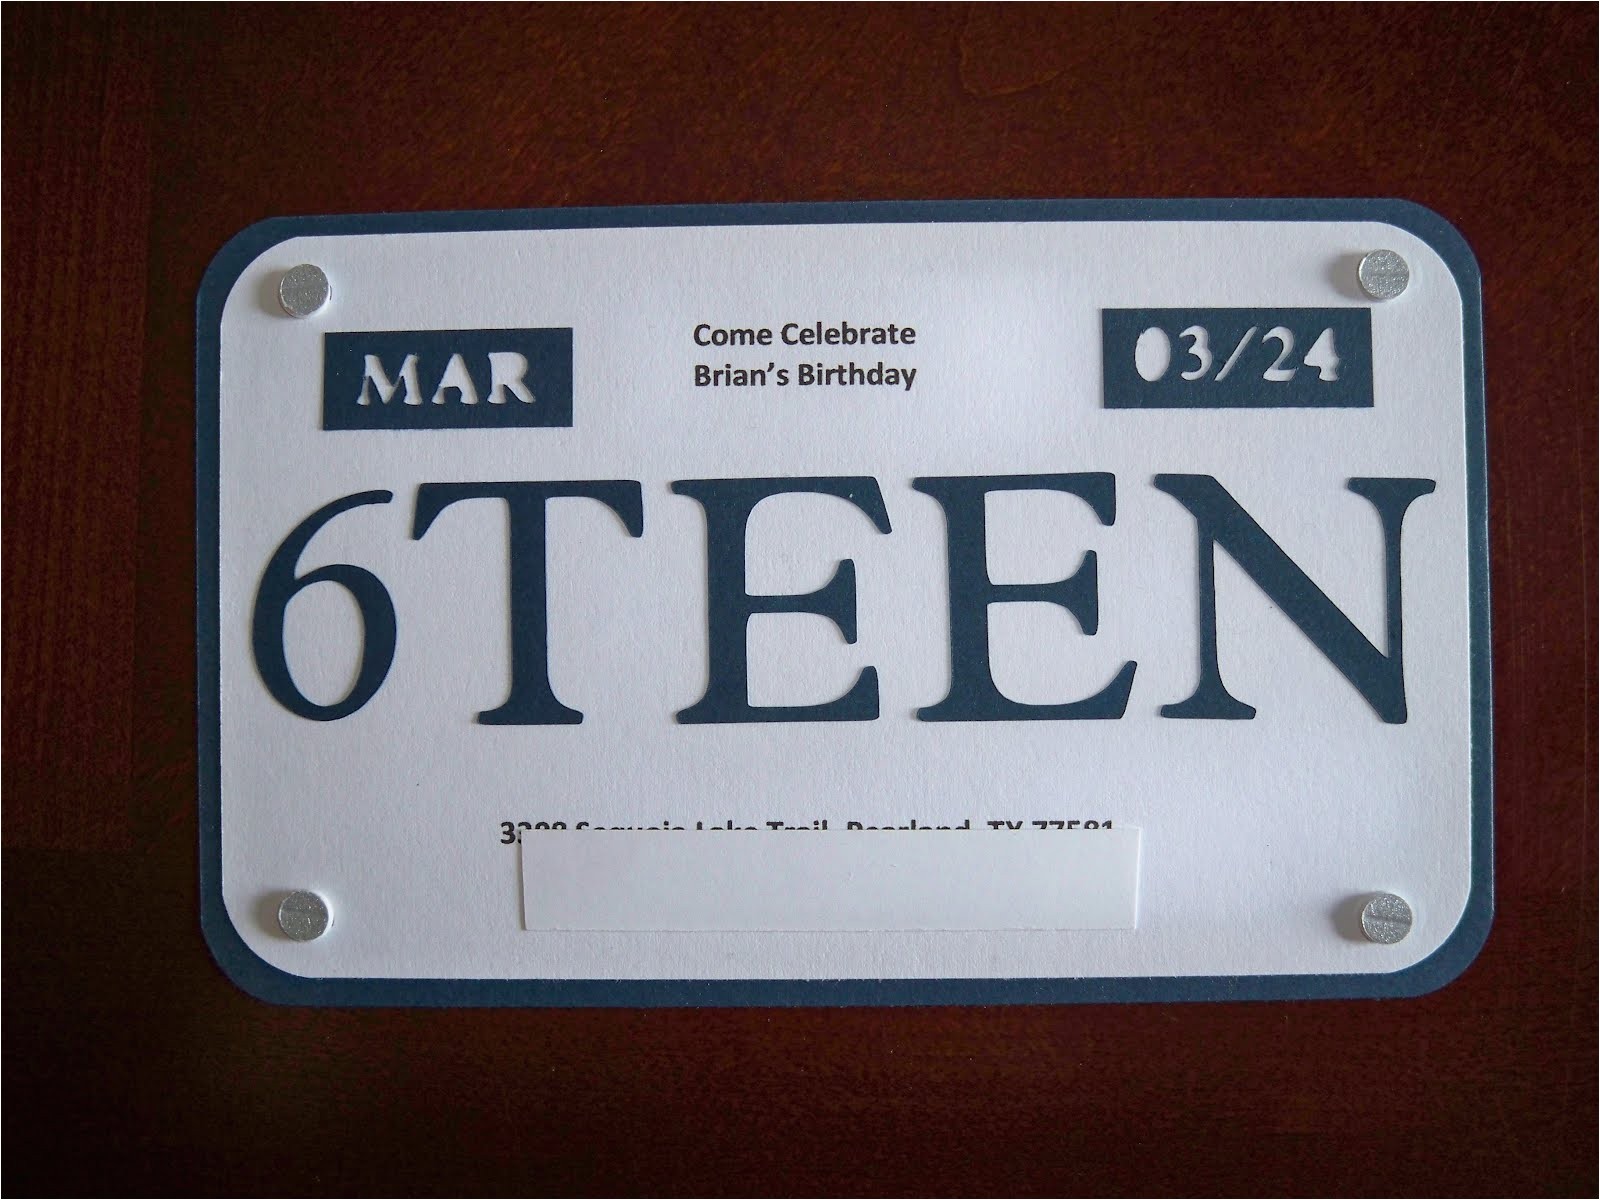 MAR
Come Celebrate
03/24
Brian's Birthday
6TEEN